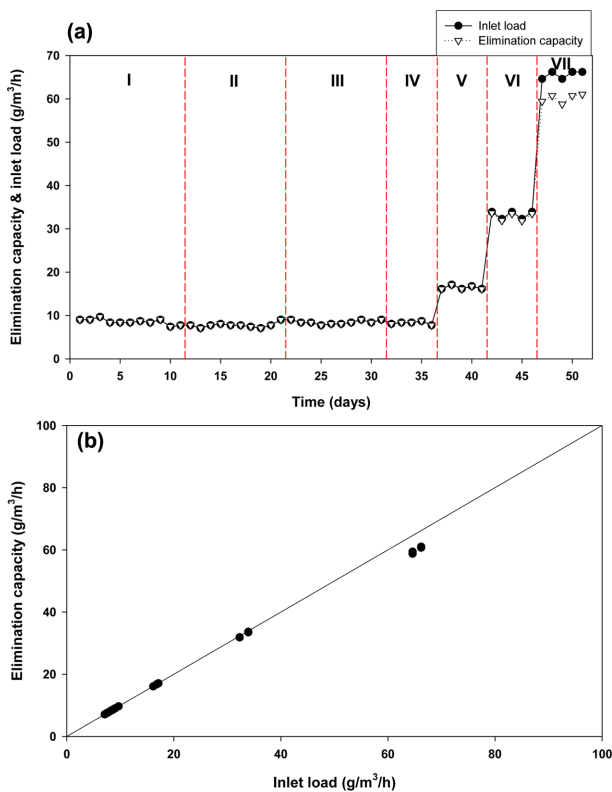 Inlet load
Elimination capacity
(a)
I II III IV V VI VII
Elimination capacity & inlet load (g/m³/h)
70
60
50
40
30
20
10
0
0 5 10 15 20 25 30 35 40 45 50
Time (days)
(b)
Elimination capacity (g/m³/h)
100
80
60
40
20
0
0 20 40 60 80 100
Inlet load (g/m³/h)